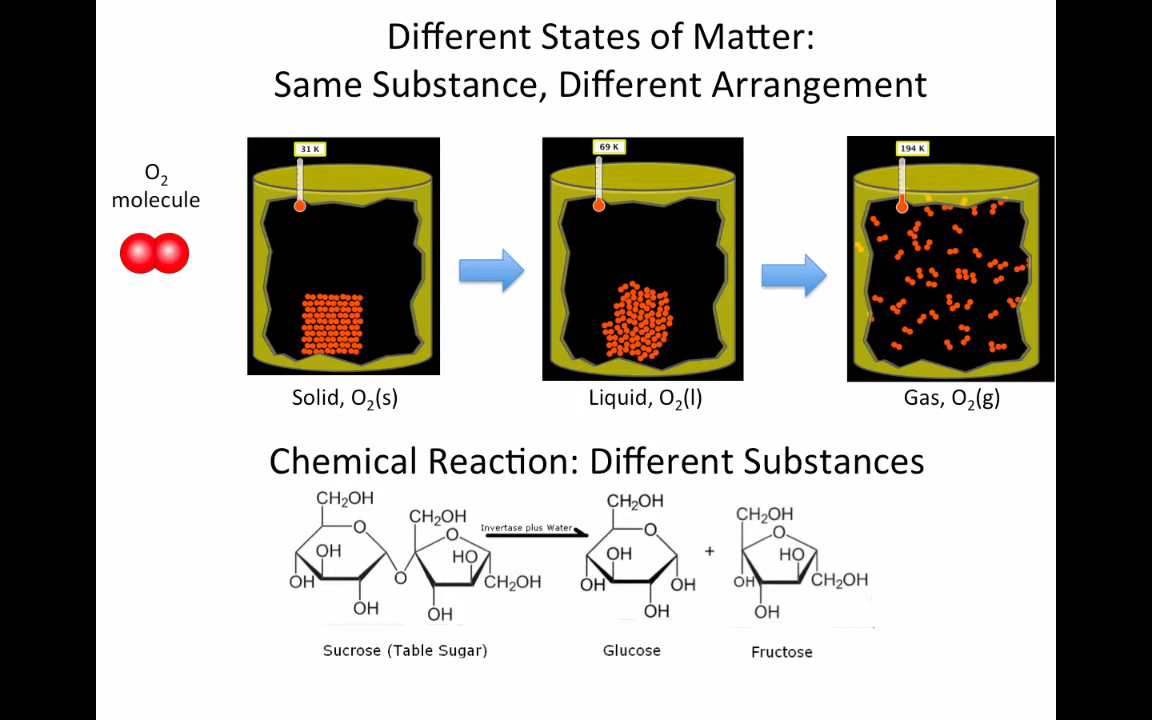 Different States of Matter:
Same Substance, Different Arrangement
O₂
molecule
31 K
69 K
194 K
Solid, O₂(s)
Liquid, O₂(l)
Gas, O₂(g)
Chemical Reaction: Different Substances
CH₂OH
O
OH
OH
OH
O
CH₂OH
O
HO
CH₂OH
OH
Invertase plus Water
CH₂OH
O
OH
OH
OH
OH
+
CH₂OH
O
HO
OH
CH₂OH
OH
Sucrose (Table Sugar)
Glucose
Fructose